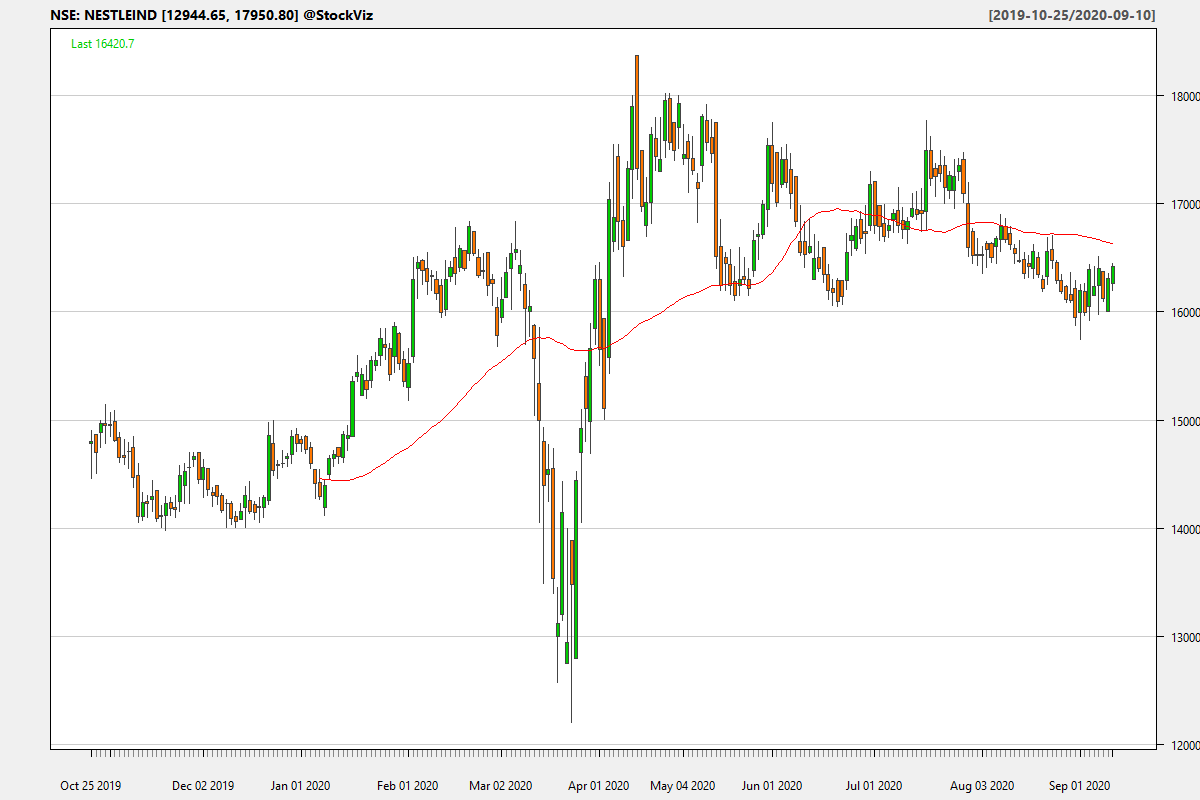 NSE: NESTLEIND [12944.65, 17950.80] @StockViz
[2019-10-25/2020-09-10]
Last 16420.7
18000
17000
16000
15000
14000
13000
12000
Oct 25 2019
Dec 02 2019
Jan 01 2020
Feb 01 2020
Mar 02 2020
Apr 01 2020
May 04 2020
Jun 01 2020
Jul 01 2020
Aug 03 2020
Sep 01 2020